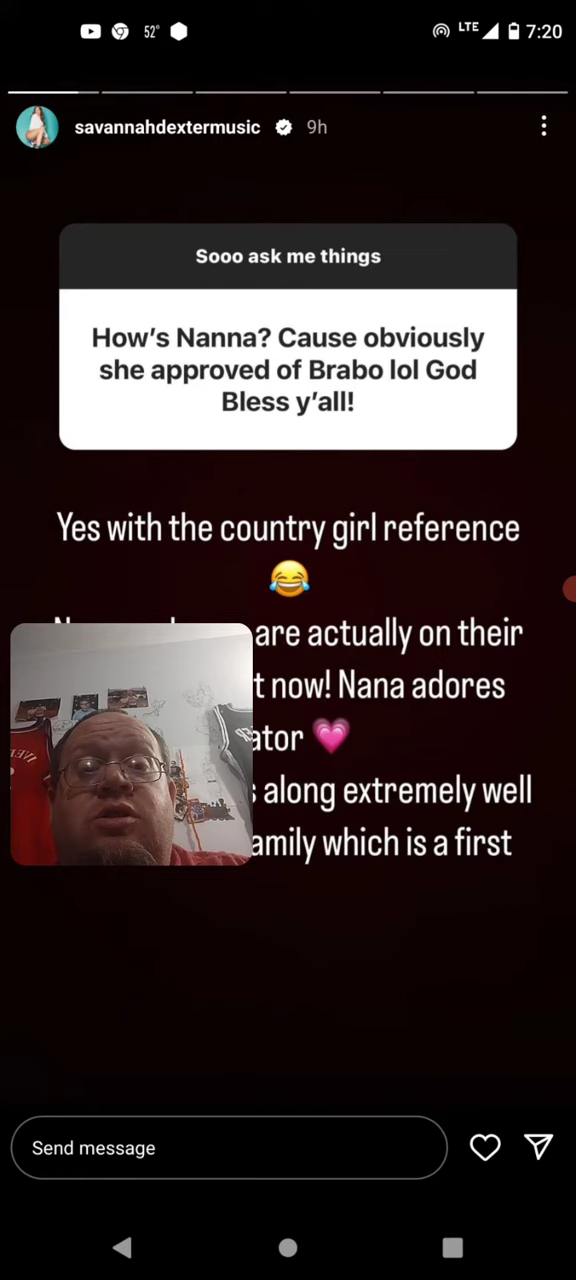 52°
LTE
7:20
savannahdextermusic
9h
Sooo ask me things
How's Nanna? Cause obviously
she approved of Brabo lol God
Bless y'all!
Yes with the country girl reference
😂
are actually on their
now! Nana adores
💗
along extremely well
which is a first
Send message